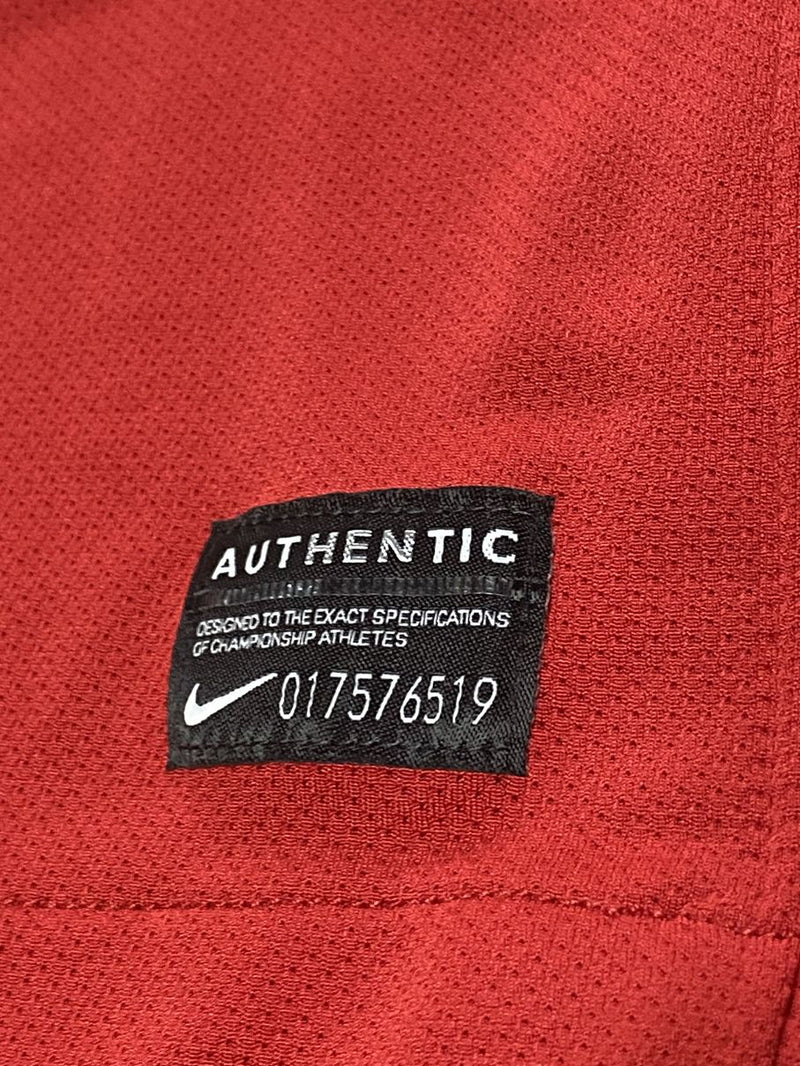 AUTHENTIC
DESIGNED TO THE EXACT SPECIFICATIONS
OF CHAMPIONSHIP ATHLETES
017576519